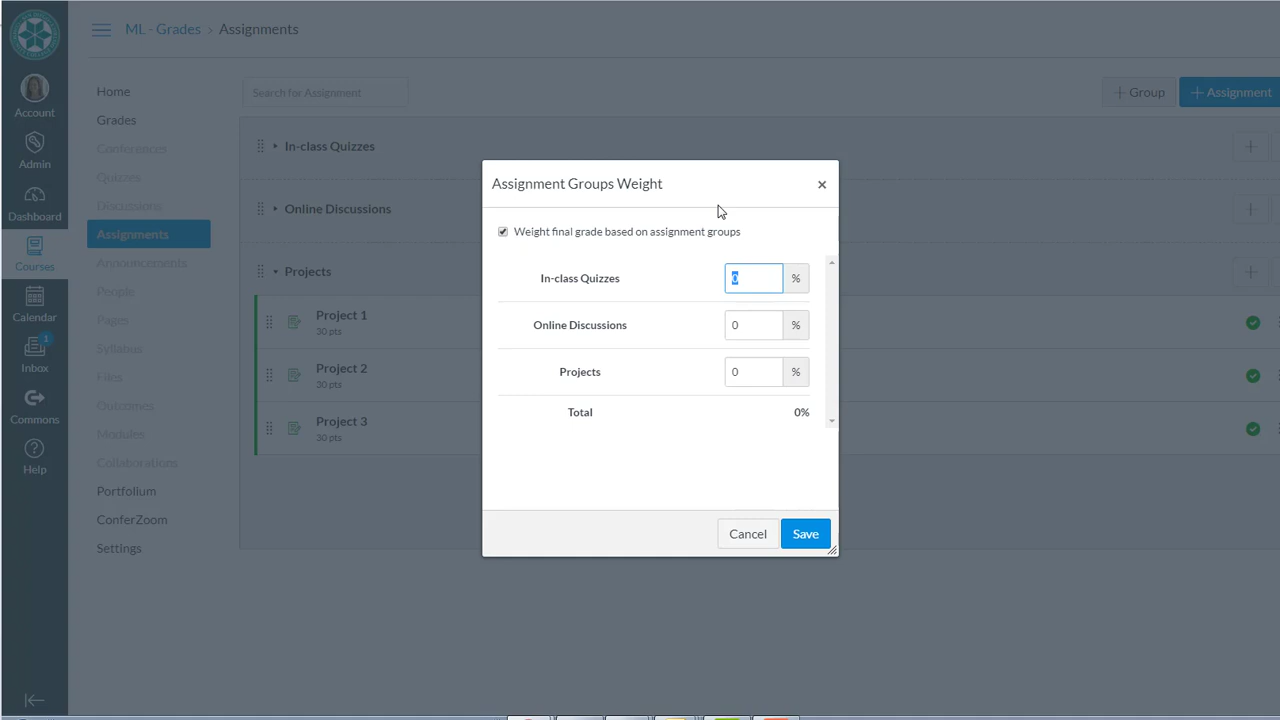 ML - Grades > Assignments
Account
Admin
Dashboard
Courses
Calendar
1
Inbox
Commons
Help
Home
Grades
Conferences
Quizzes
Discussions
Assignments
Announcements
People
Pages
Syllabus
Files
Outcomes
Modules
Collaborations
Portfolium
ConferZoom
Settings
Search for Assignment
+ Group
+ Assignment
In-class Quizzes
Online Discussions
Projects
Project 1
30 pts
Project 2
30 pts
Project 3
30 pts
Assignment Groups Weight
Weight final grade based on assignment groups
In-class Quizzes 0 %
Online Discussions 0 %
Projects 0 %
Total 0%
Cancel Save